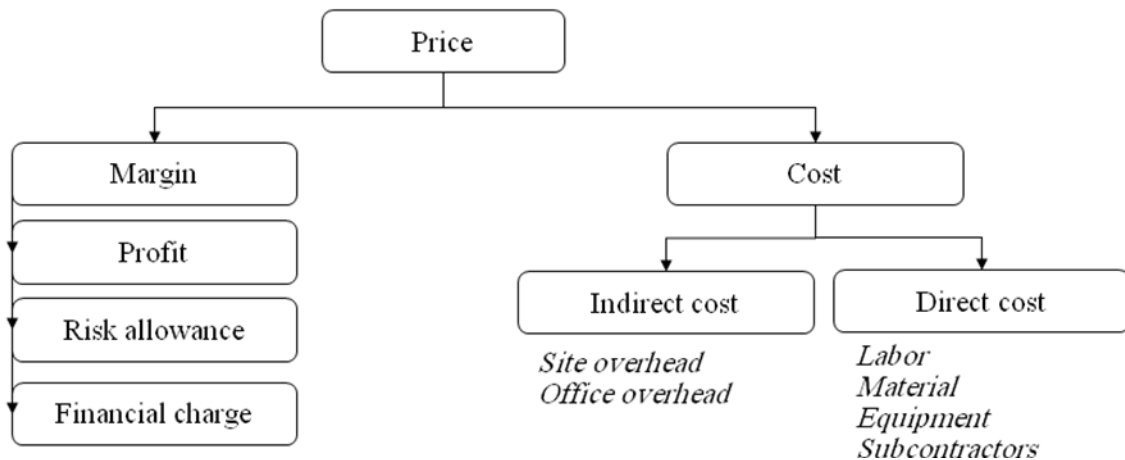 Price
Margin
Cost
Profit
Indirect cost
Direct cost
Risk allowance
Site overhead
Office overhead
Labor
Material
Equipment
Subcontractors
Financial charge